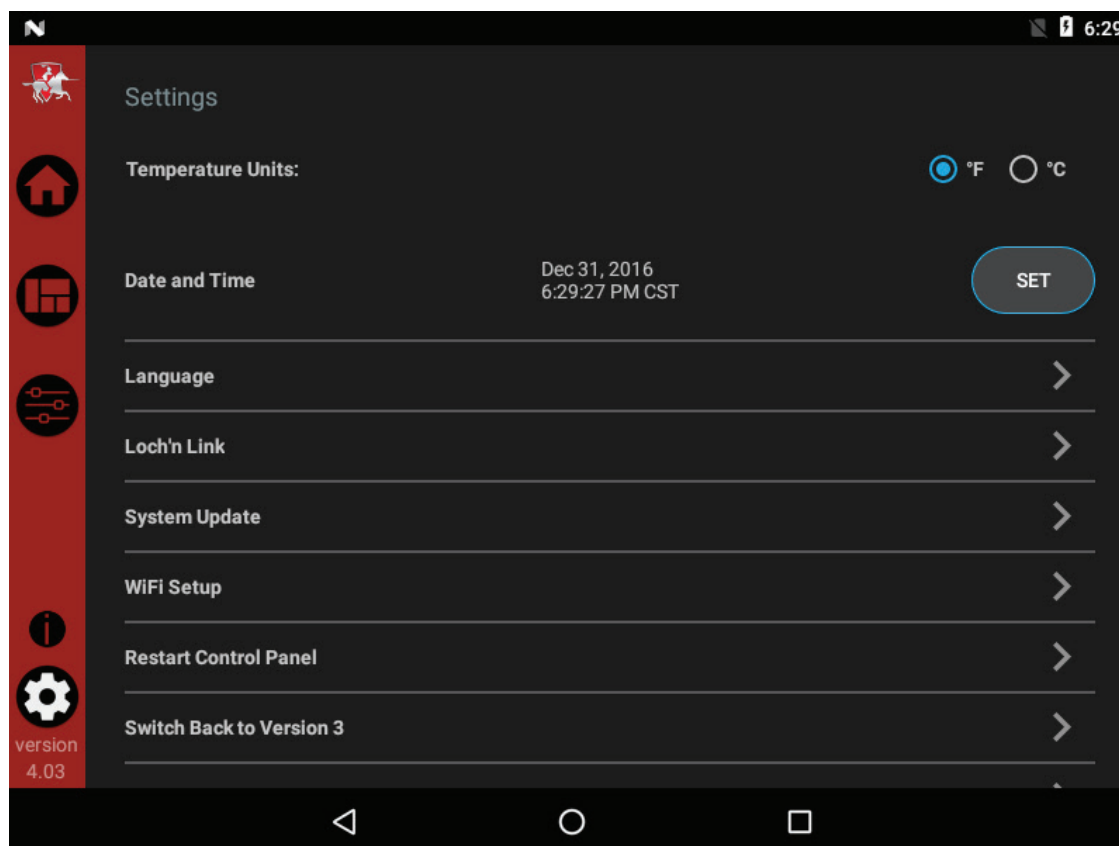 6:29
Settings
Temperature Units:
°F
°C
Date and Time
Dec 31, 2016
6:29:27 PM CST
SET
Language
Loch'n Link
System Update
WiFi Setup
Restart Control Panel
Switch Back to Version 3
version
4.03